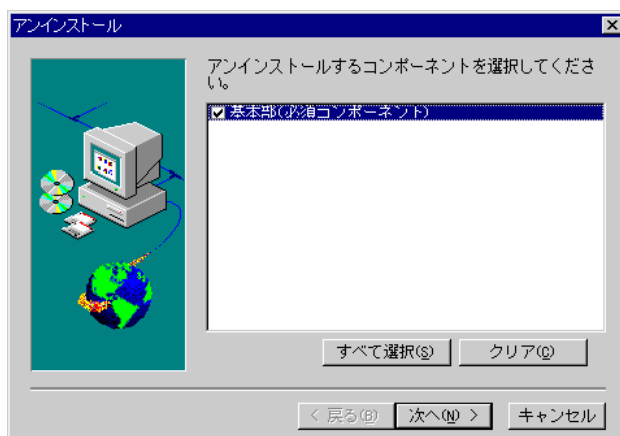 アンインストール
アンインストールするコンポーネントを選択してくださ
い。
基本部(必須コンポーネント)
すべて選択(S)
クリア(C)
< 戻る(B)
次へ(N) >
キャンセル